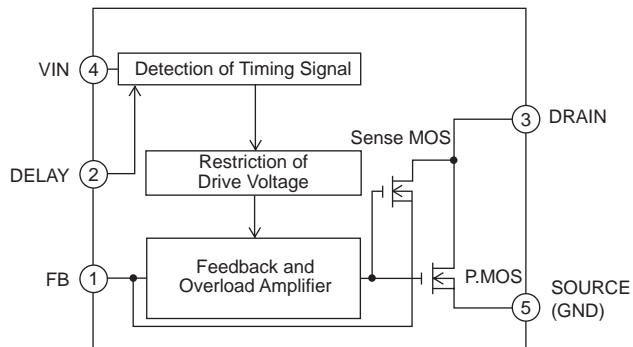 VIN
4
Detection of Timing Signal
3
DRAIN
Sense MOS
DELAY
2
Restriction of
Drive Voltage
FB
1
Feedback and
Overload Amplifier
P.MOS
5
SOURCE
(GND)